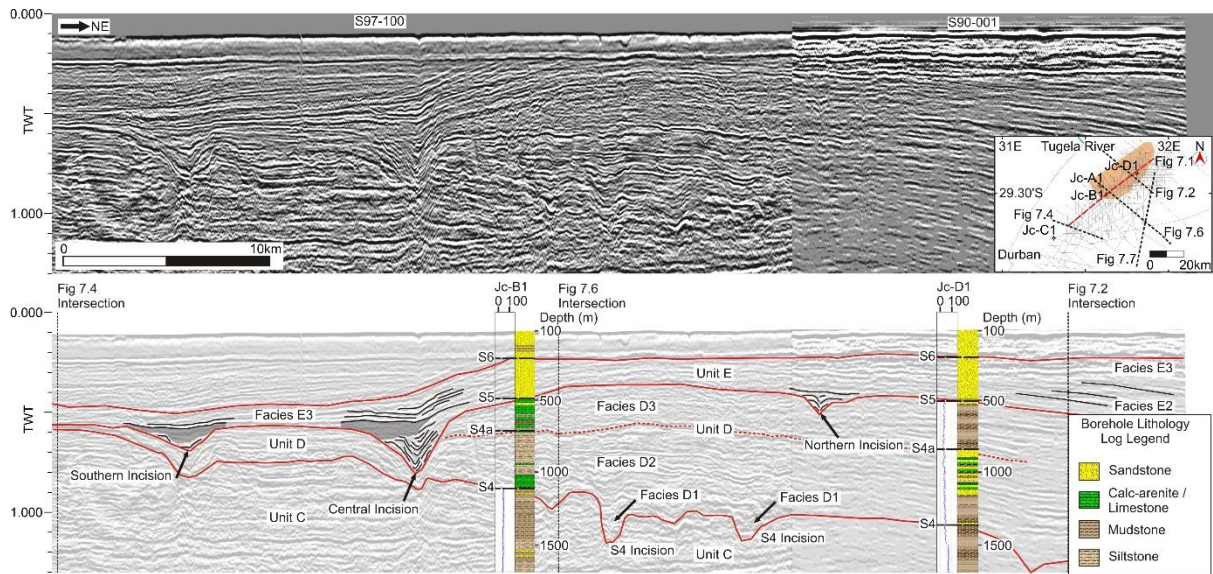 0.000
NE
S97-100
S90-001
TWT
1.000
0
10km
31E
Tugela River
32E
N
Jc-D1
Fig 7.1
Jc-A1
29.30'S
Jc-B1
Fig 7.2
Fig 7.4
Jc-C1
Fig 7.6
Durban
Fig 7.7
0
20km
Fig 7.4
Intersection
Jc-B1
0 100
Fig 7.6
Intersection
Jc-D1
0 100
Fig 7.2
Intersection
0.000
Depth (m)
Depth (m)
100
100
S6
S6
Unit E
Facies E3
S5
500
S5
500
Facies E3
Facies D3
Facies E2
S4a
Unit D
Unit D
S4a
Northern Incision
Southern Incision
Facies D2
1000
1000
Central Incision
S4
TWT
1.000
Unit C
Facies D1
Facies D1
S4
1500
S4 Incision
Unit C
S4 Incision
1500
Borehole Lithology
Log Legend
Sandstone
Calc-arenite /
Limestone
Mudstone
Siltstone